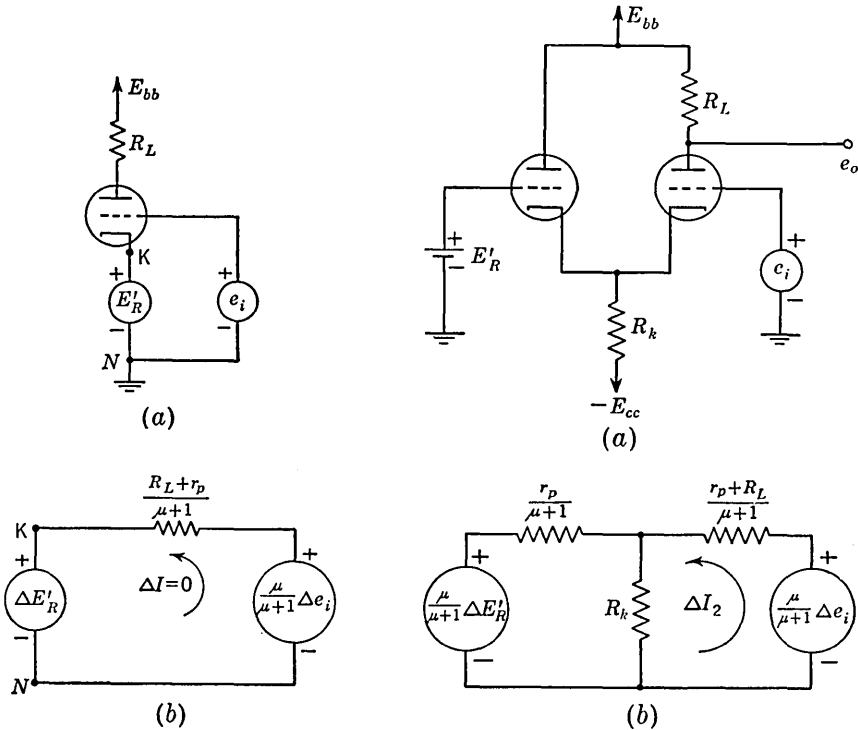 E_bb
R_L
K
+ E'_R −
+ e_i −
N
(a)
E_bb
R_L
e_o
+ E'_R −
+ e_i −
R_k
−E_cc
(a)
R_L+r_p / μ+1
K
+ ΔE'_R −
ΔI=0
+ μ/μ+1 Δe_i −
N
(b)
r_p / μ+1
r_p+R_L / μ+1
+ μ/μ+1 ΔE'_R −
R_k
ΔI_2
+ μ/μ+1 Δe_i −
(b)